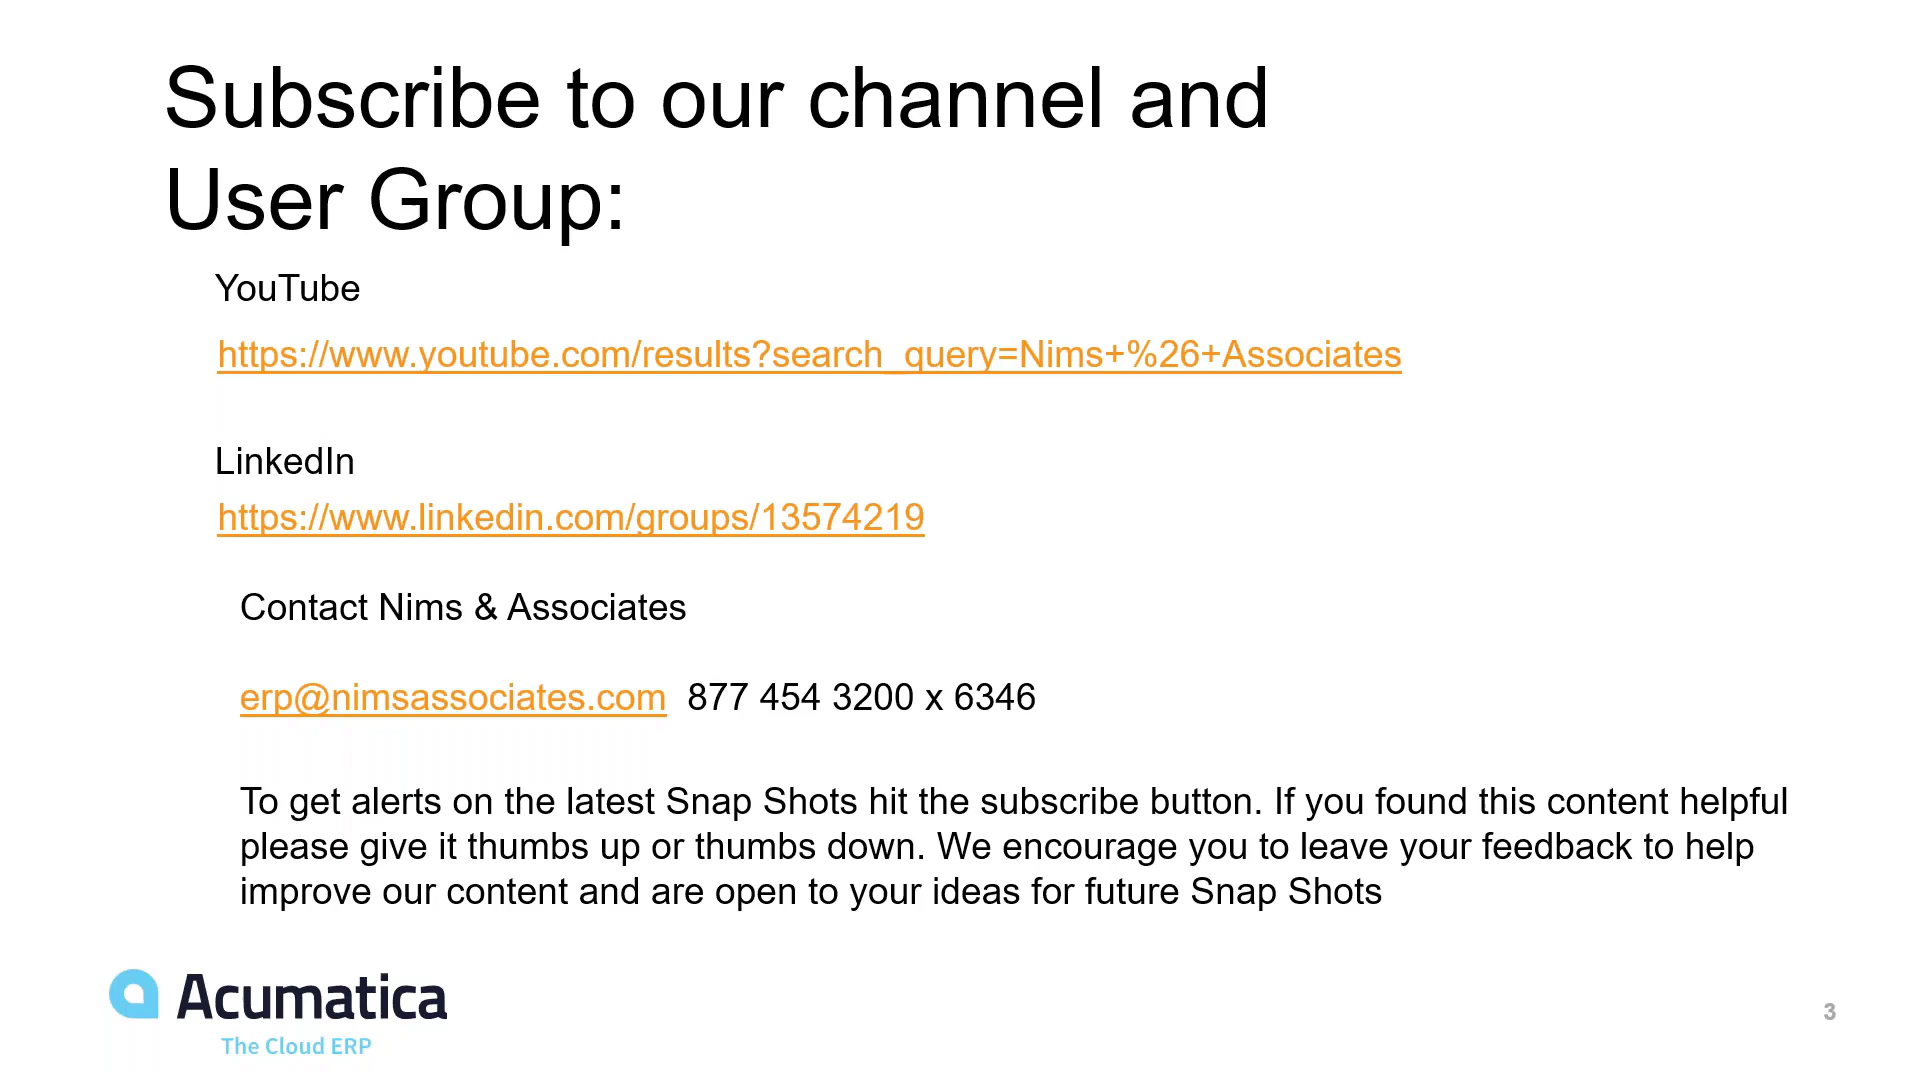 Subscribe to our channel and
User Group:
YouTube
https://www.youtube.com/results?search_query=Nims+%26+Associates
LinkedIn
https://www.linkedin.com/groups/13574219
Contact Nims & Associates
erp@nimsassociates.com 877 454 3200 x 6346
To get alerts on the latest Snap Shots hit the subscribe button. If you found this content helpful
please give it thumbs up or thumbs down. We encourage you to leave your feedback to help
improve our content and are open to your ideas for future Snap Shots
Acumatica
The Cloud ERP
3